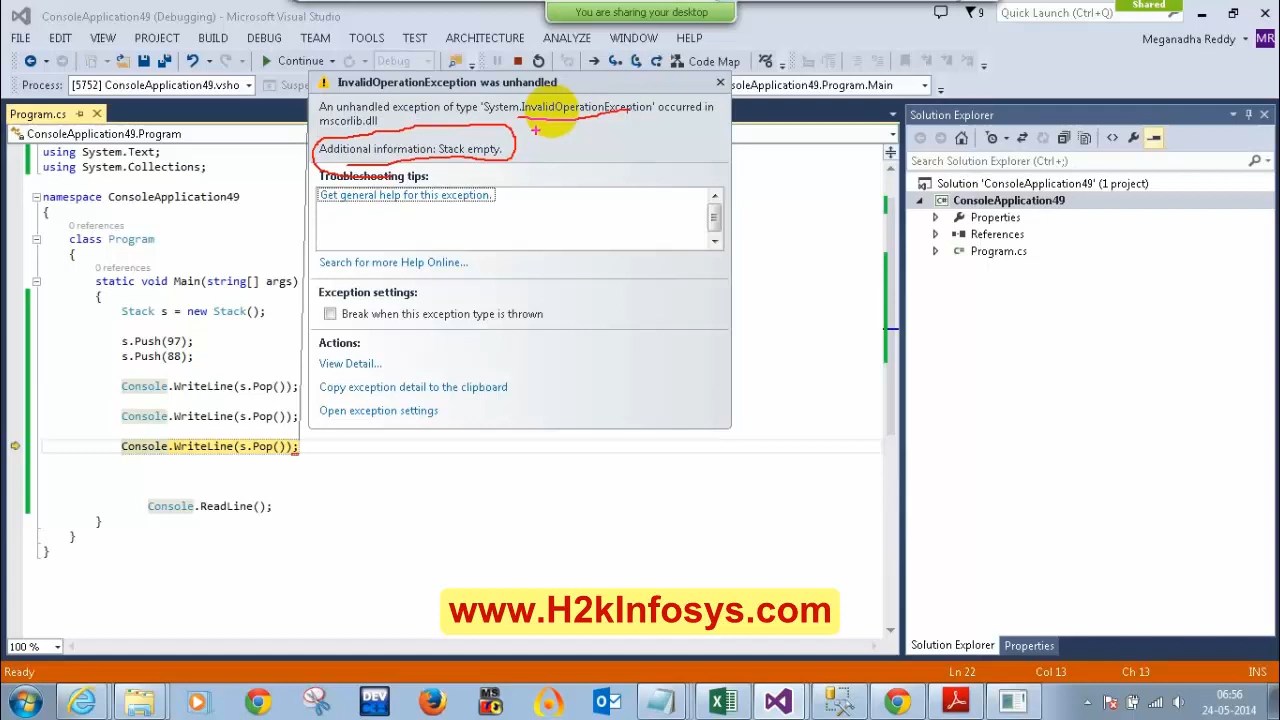 ConsoleApplication49 (Debugging) - Microsoft Visual Studio
You are sharing your desktop
Shared
9
Quick Launch (Ctrl+Q)
FILE EDIT VIEW PROJECT BUILD DEBUG TEAM TOOLS TEST ARCHITECTURE ANALYZE WINDOW HELP
Meganadha Reddy
MR
Continue
Debug
Code Map
Process: [5752] ConsoleApplication49.vsho
Suspen
ConsoleApplication49.Program.Main
Program.cs
ConsoleApplication49.Program
using System.Text;
using System.Collections;
namespace ConsoleApplication49
{
0 references
class Program
{
0 references
static void Main(string[] args)
{
Stack s = new Stack();
s.Push(97);
s.Push(88);
Console.WriteLine(s.Pop());
Console.WriteLine(s.Pop());
Console.WriteLine(s.Pop());
Console.ReadLine();
}
}
}
100 %
InvalidOperationException was unhandled
An unhandled exception of type 'System.InvalidOperationException' occurred in
mscorlib.dll
Additional information: Stack empty.
Troubleshooting tips:
Get general help for this exception.
Search for more Help Online...
Exception settings:
Break when this exception type is thrown
Actions:
View Detail...
Copy exception detail to the clipboard
Open exception settings
Solution Explorer
Search Solution Explorer (Ctrl+;)
Solution 'ConsoleApplication49' (1 project)
ConsoleApplication49
Properties
References
Program.cs
Solution Explorer Properties
www.H2kInfosys.com
Ready
Ln 22 Col 13 Ch 13 INS
DEV
MS
06:56
24-05-2014